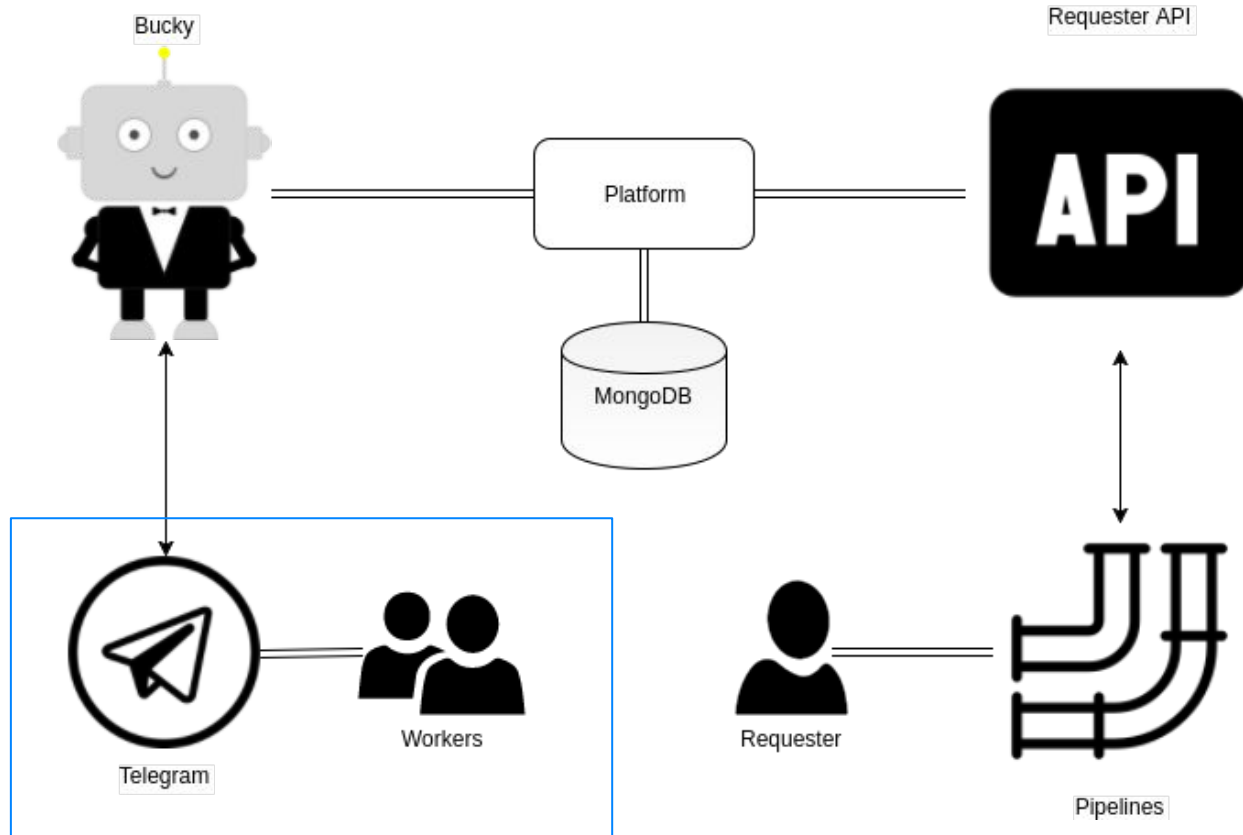 Bucky
Requester API
API
Platform
MongoDB
Workers
Requester
Telegram
Pipelines